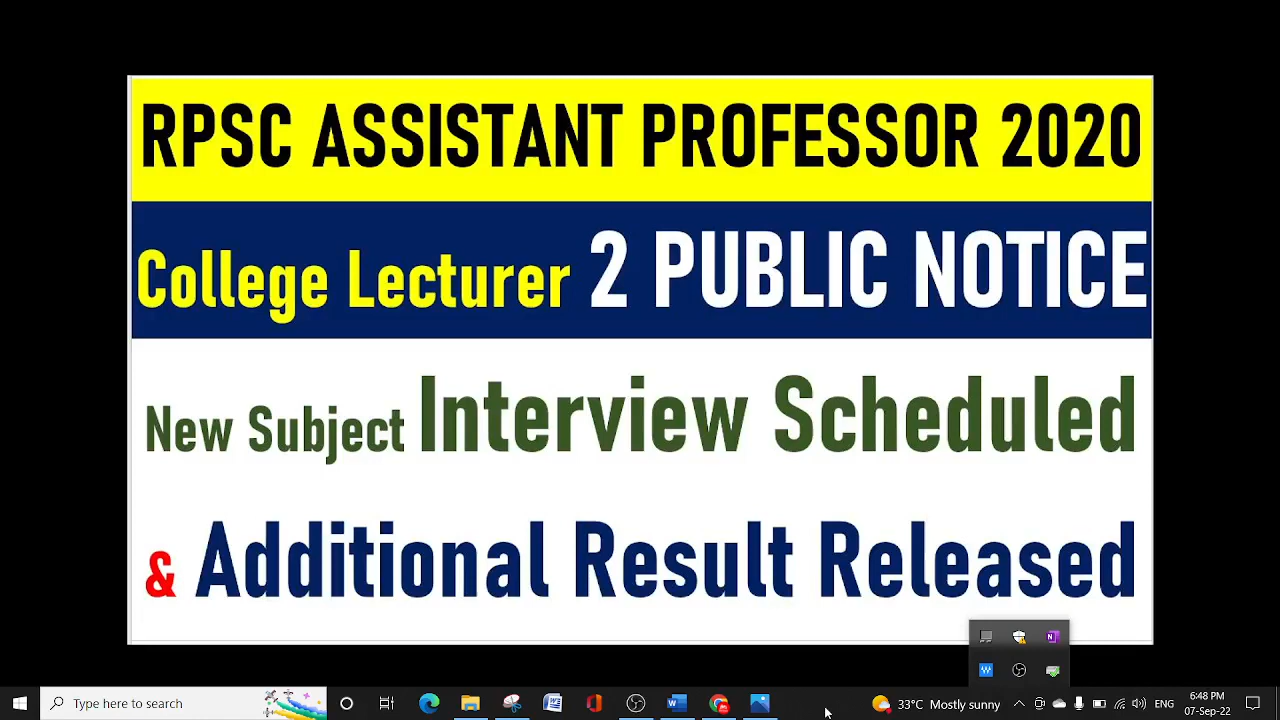 RPSC ASSISTANT PROFESSOR 2020
College Lecturer 2 PUBLIC NOTICE
New Subject Interview Scheduled
& Additional Result Released
Type here to search
33°C Mostly sunny
ENG
6:48 PM
07-Sep-22